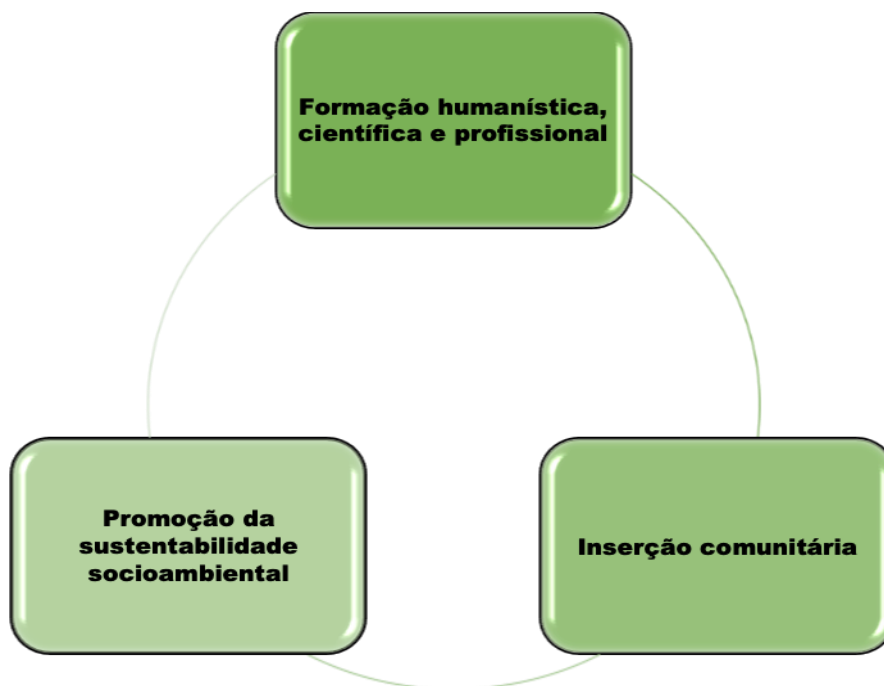 Formação humanística,
científica e profissional
Promoção da
sustentabilidade
socioambiental
Inserção comunitária